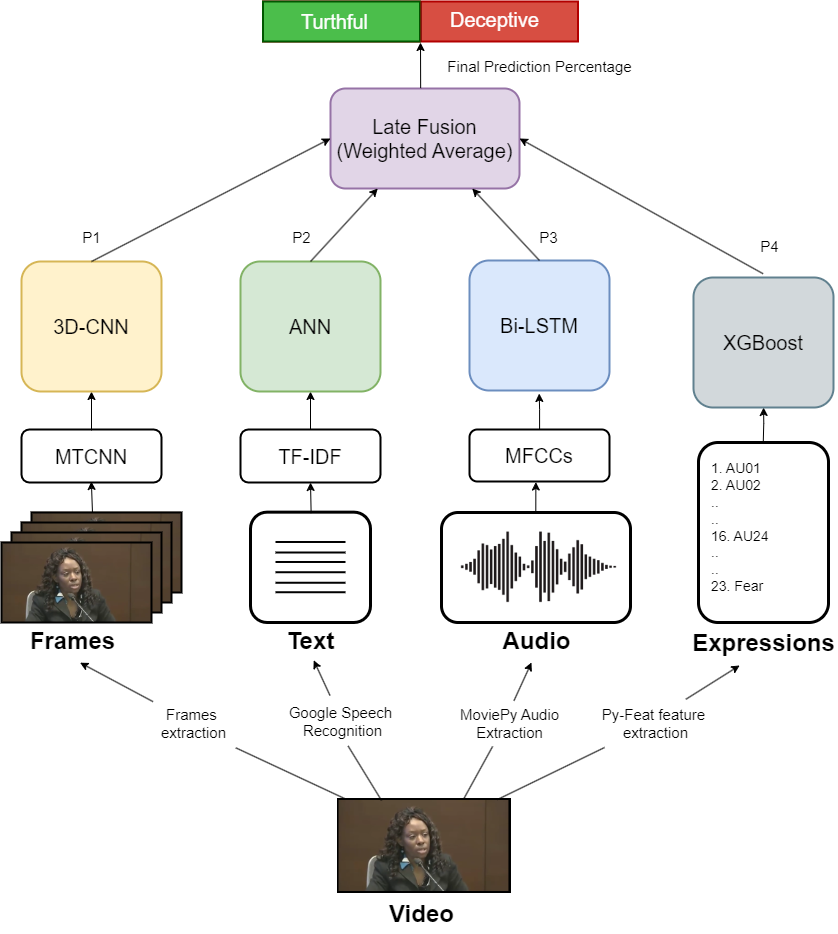 Turthful
Deceptive
Final Prediction Percentage
Late Fusion
(Weighted Average)
P1
P2
P3
P4
3D-CNN
ANN
Bi-LSTM
XGBoost
MTCNN
TF-IDF
MFCCs
1. AU01
2. AU02
..
..
16. AU24
..
..
23. Fear
Frames
Text
Audio
Expressions
Frames
extraction
Google Speech
Recognition
MoviePy Audio
Extraction
Py-Feat feature
extraction
Video